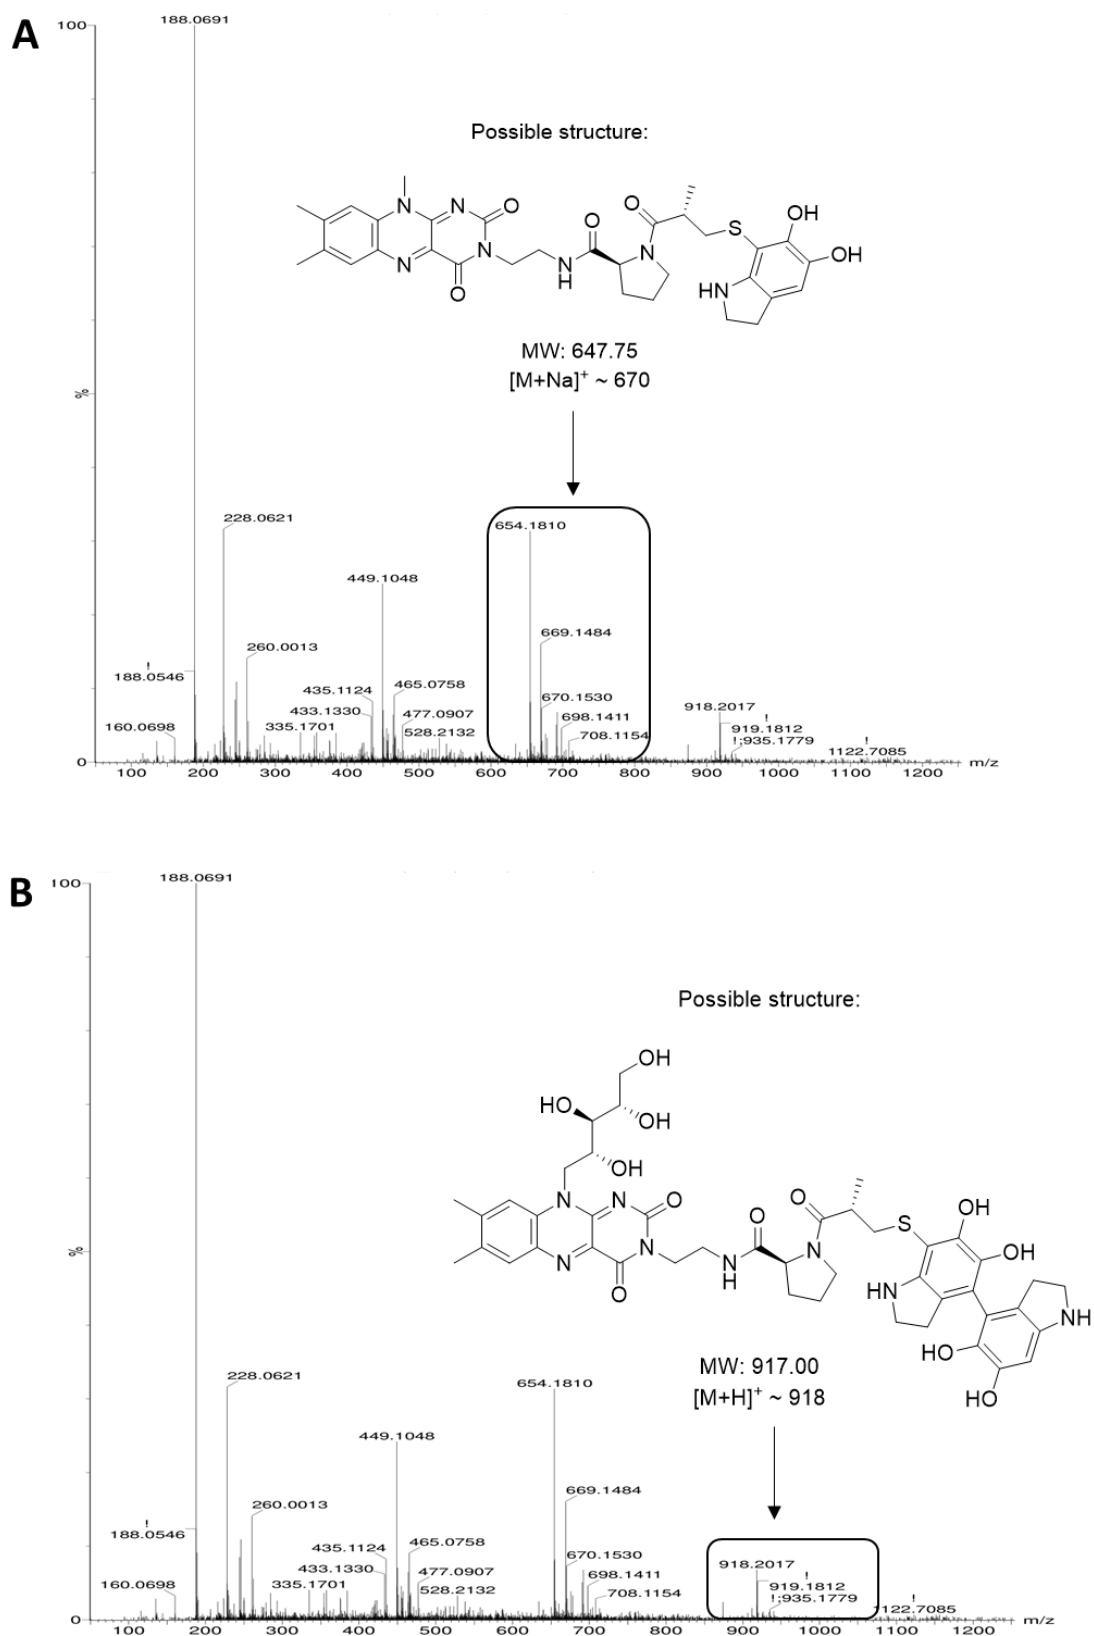 A
100
188.0691
Possible structure:
N
N
O
N
N
O
N
H
O
N
O
S
OH
OH
HN
MW: 647.75
[M+Na]+ ~ 670
%
654.1810
228.0621
449.1048
669.1484
260.0013
!
188.0546
435.1124
465.0758
433.1330
477.0907
335.1701
528.2132
160.0698
670.1530
698.1411
708.1154
918.2017
!
919.1812
!;935.1779
!
1122.7085
0
100 200 300 400 500 600 700 800 900 1000 1100 1200 m/z
B
100
188.0691
Possible structure:
OH
HO
OH
OH
N
N
O
N
N
O
N
H
O
N
O
S
OH
OH
HN
NH
HO
HO
MW: 917.00
[M+H]+ ~ 918
%
228.0621
654.1810
449.1048
669.1484
260.0013
!
188.0546
435.1124
465.0758
433.1330
477.0907
335.1701
528.2132
160.0698
670.1530
698.1411
708.1154
918.2017
!
919.1812
!;935.1779
!
1122.7085
0
100 200 300 400 500 600 700 800 900 1000 1100 1200 m/z